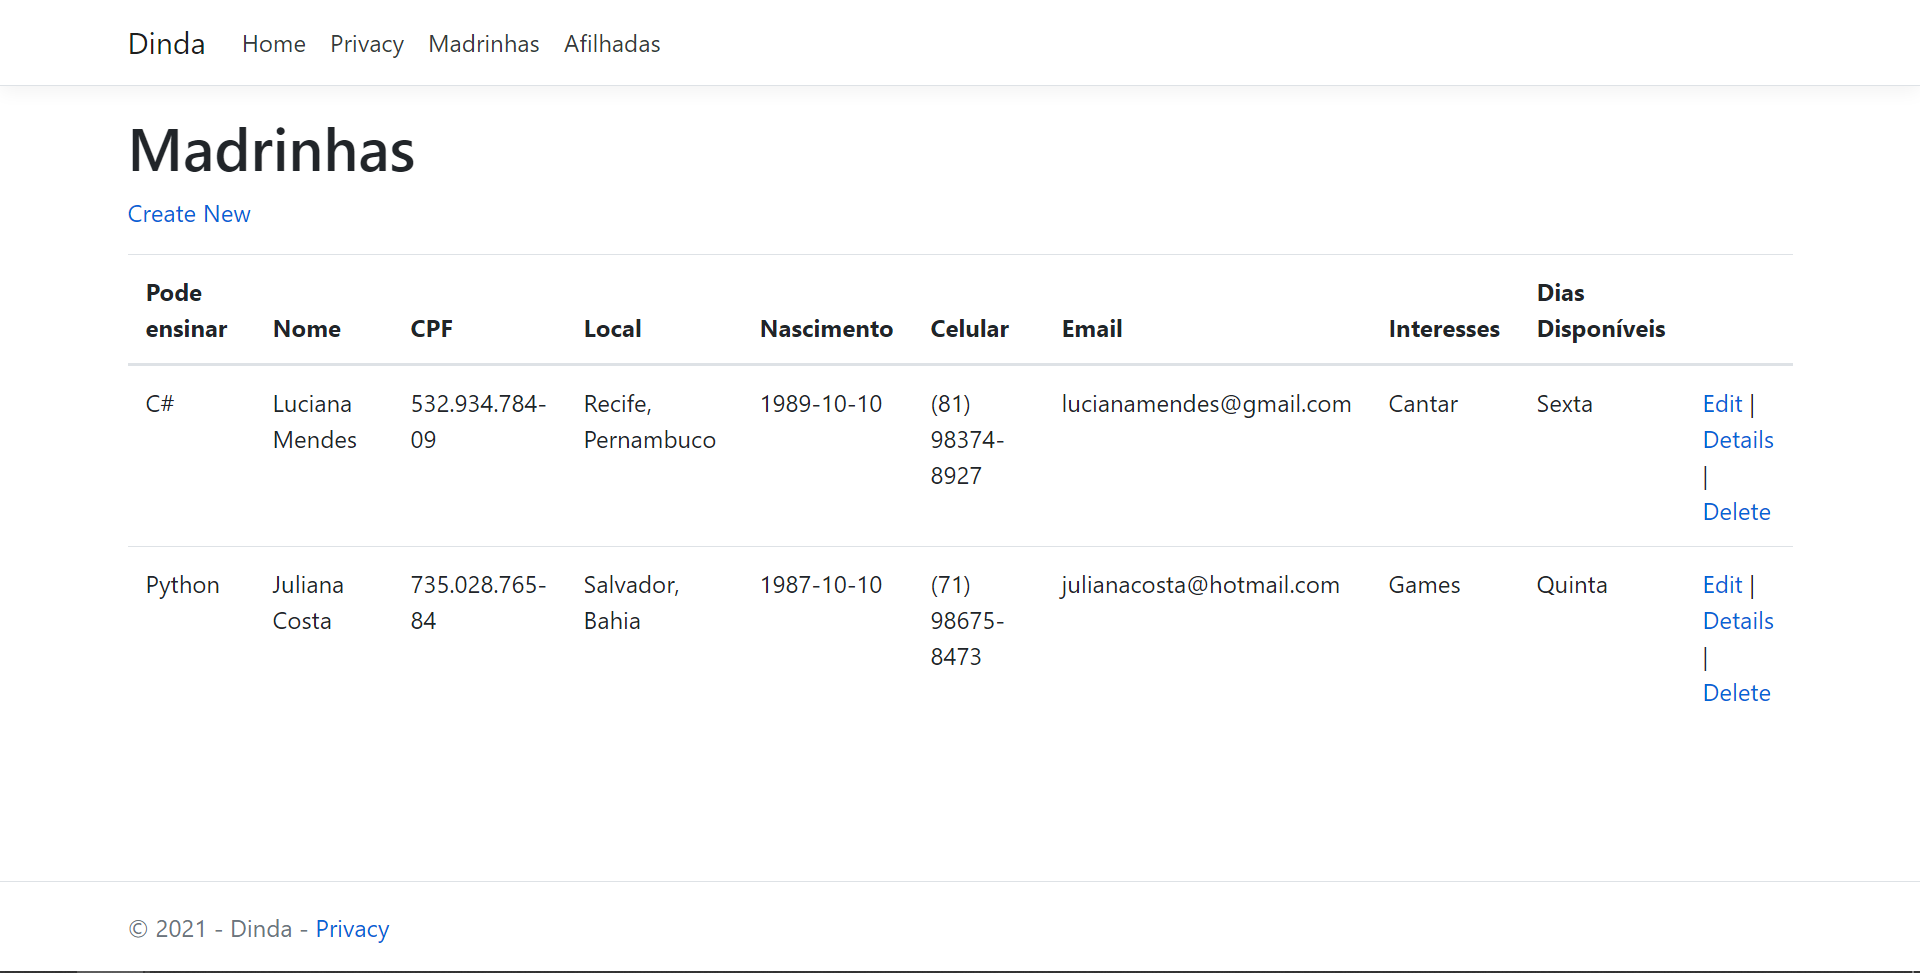 Dinda Home Privacy Madrinhas Afilhadas
Madrinhas
Create New
Pode ensinar Nome CPF Local Nascimento Celular Email Interesses Dias Disponíveis
C# Luciana Mendes 532.934.784-09 Recife, Pernambuco 1989-10-10 (81) 98374-8927 lucianamendes@gmail.com Cantar Sexta Edit | Details | Delete
Python Juliana Costa 735.028.765-84 Salvador, Bahia 1987-10-10 (71) 98675-8473 julianacosta@hotmail.com Games Quinta Edit | Details | Delete
© 2021 - Dinda - Privacy